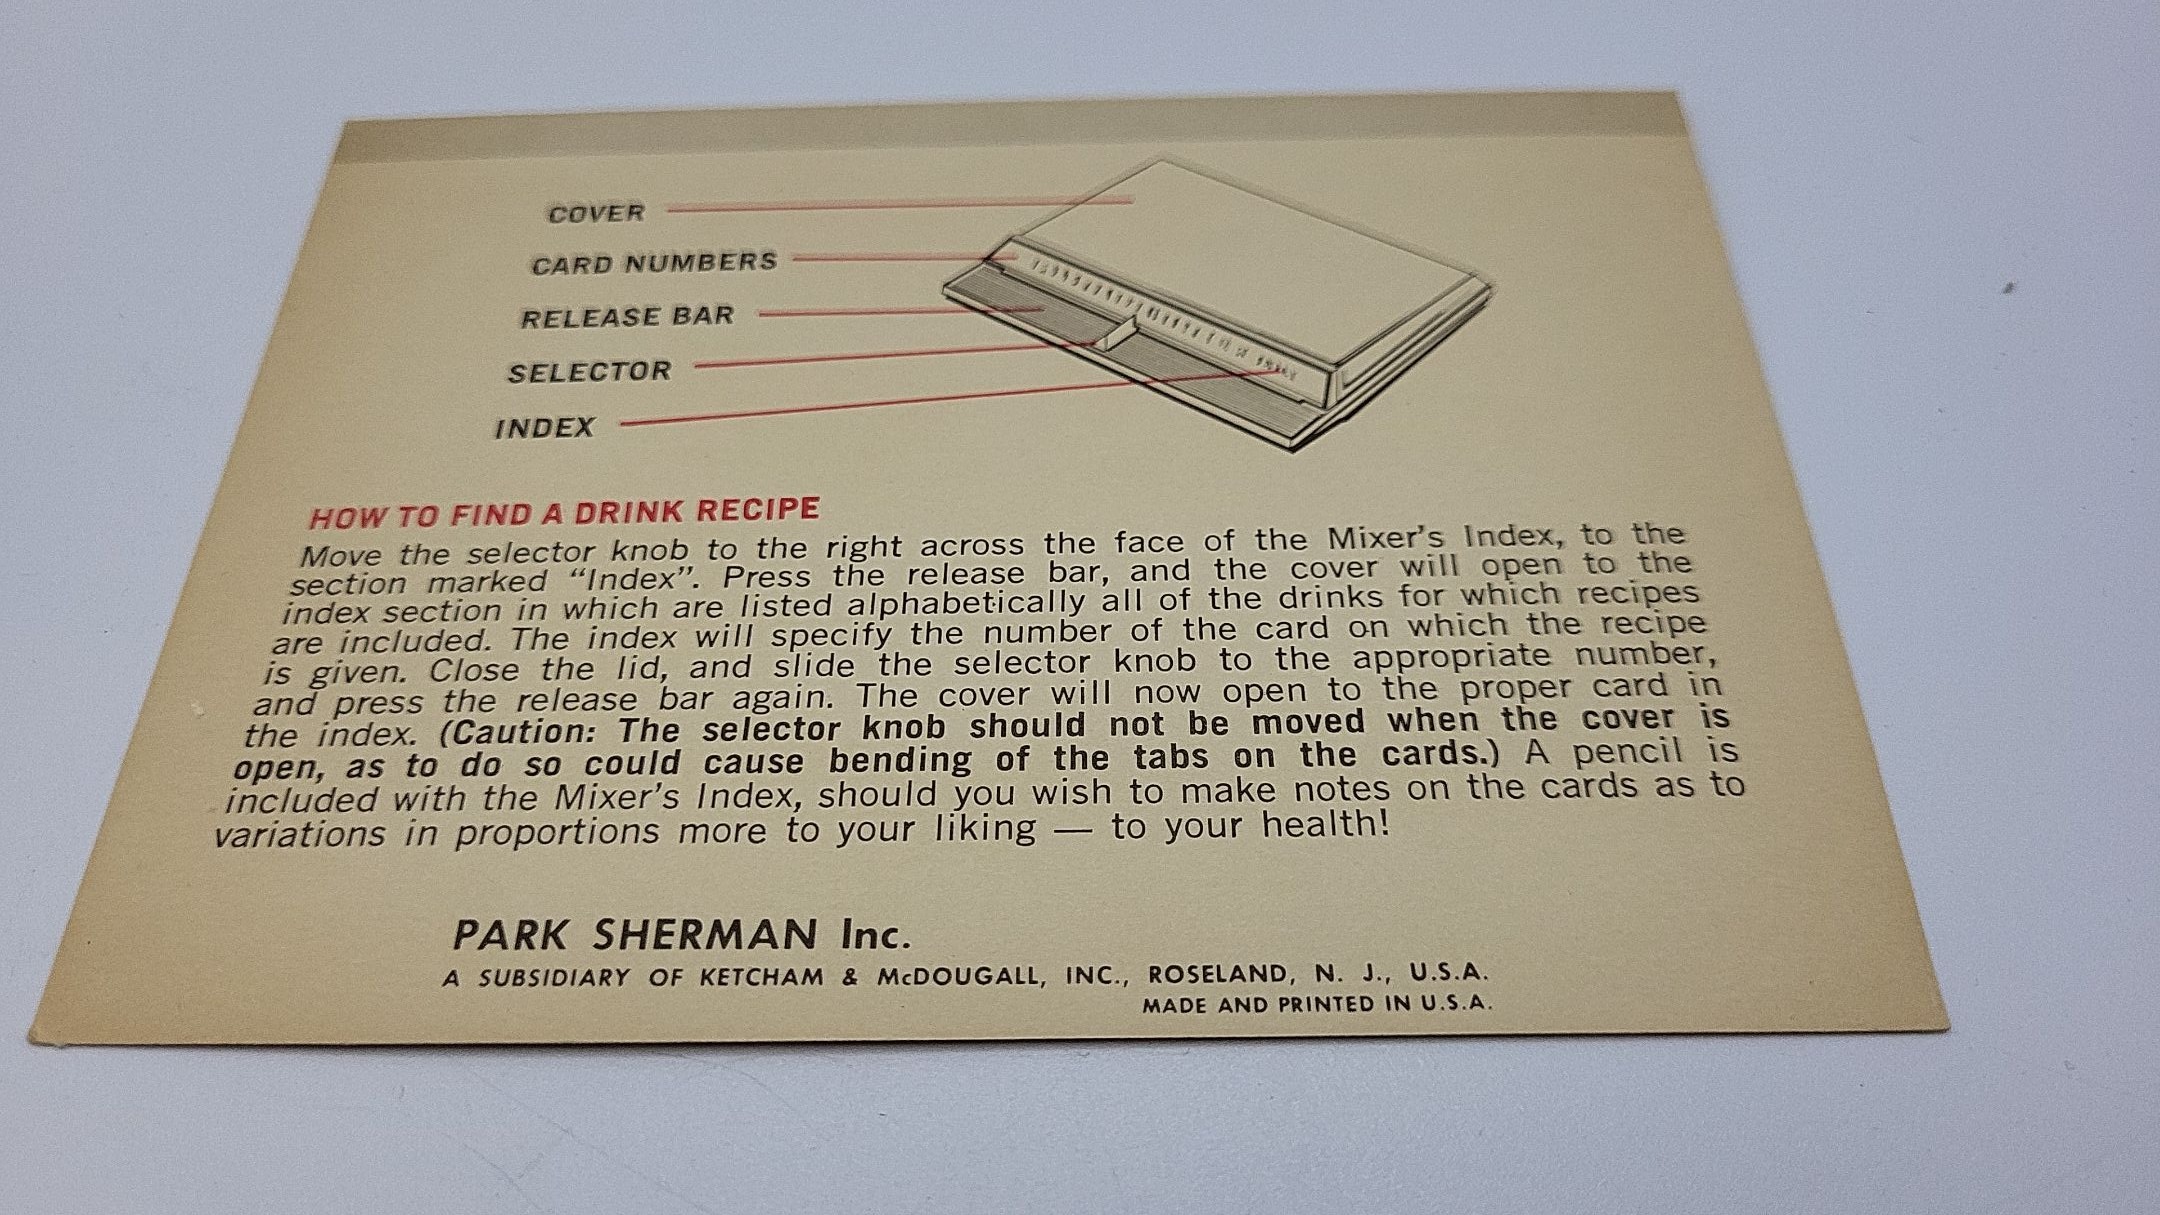 COVER
CARD NUMBERS
RELEASE BAR
SELECTOR
INDEX
HOW TO FIND A DRINK RECIPE
Move the selector knob to the right across the face of the Mixer's Index, to the
section marked “Index”. Press the release bar, and the cover will open to the
index section in which are listed alphabetically all of the drinks for which recipes
are included. The index will specify the number of the card on which the recipe
is given. Close the lid, and slide the selector knob to the appropriate number,
and press the release bar again. The cover will now open to the proper card in
the index. (Caution: The selector knob should not be moved when the cover is
open, as to do so could cause bending of the tabs on the cards.) A pencil is
included with the Mixer's Index, should you wish to make notes on the cards as to
variations in proportions more to your liking — to your health!
PARK SHERMAN Inc.
A SUBSIDIARY OF KETCHAM & McDOUGALL, INC., ROSELAND, N. J., U.S.A.
MADE AND PRINTED IN U.S.A.